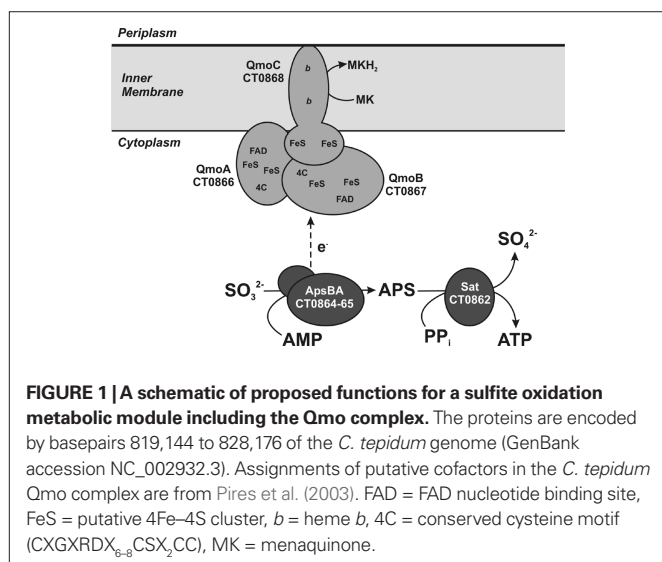 Periplasm
Inner
Membrane
Cytoplasm
QmoC
CT0868
b
b
MKH₂
MK
FeS FeS
QmoA
CT0866
FAD
FeS
FeS
4C
4C
FeS
FeS
FAD
QmoB
CT0867
e⁻
SO₃²⁻
ApsBA
CT0864-65
AMP
APS
Sat
CT0862
SO₄²⁻
PPᵢ
ATP
FIGURE 1 | A schematic of proposed functions for a sulfite oxidation
metabolic module including the Qmo complex. The proteins are encoded
by basepairs 819,144 to 828,176 of the C. tepidum genome (GenBank
accession NC_002932.3). Assignments of putative cofactors in the C. tepidum
Qmo complex are from Pires et al. (2003). FAD = FAD nucleotide binding site,
FeS = putative 4Fe–4S cluster, b = heme b, 4C = conserved cysteine motif
(CXGXRDX₆₋₈CSX₂CC), MK = menaquinone.